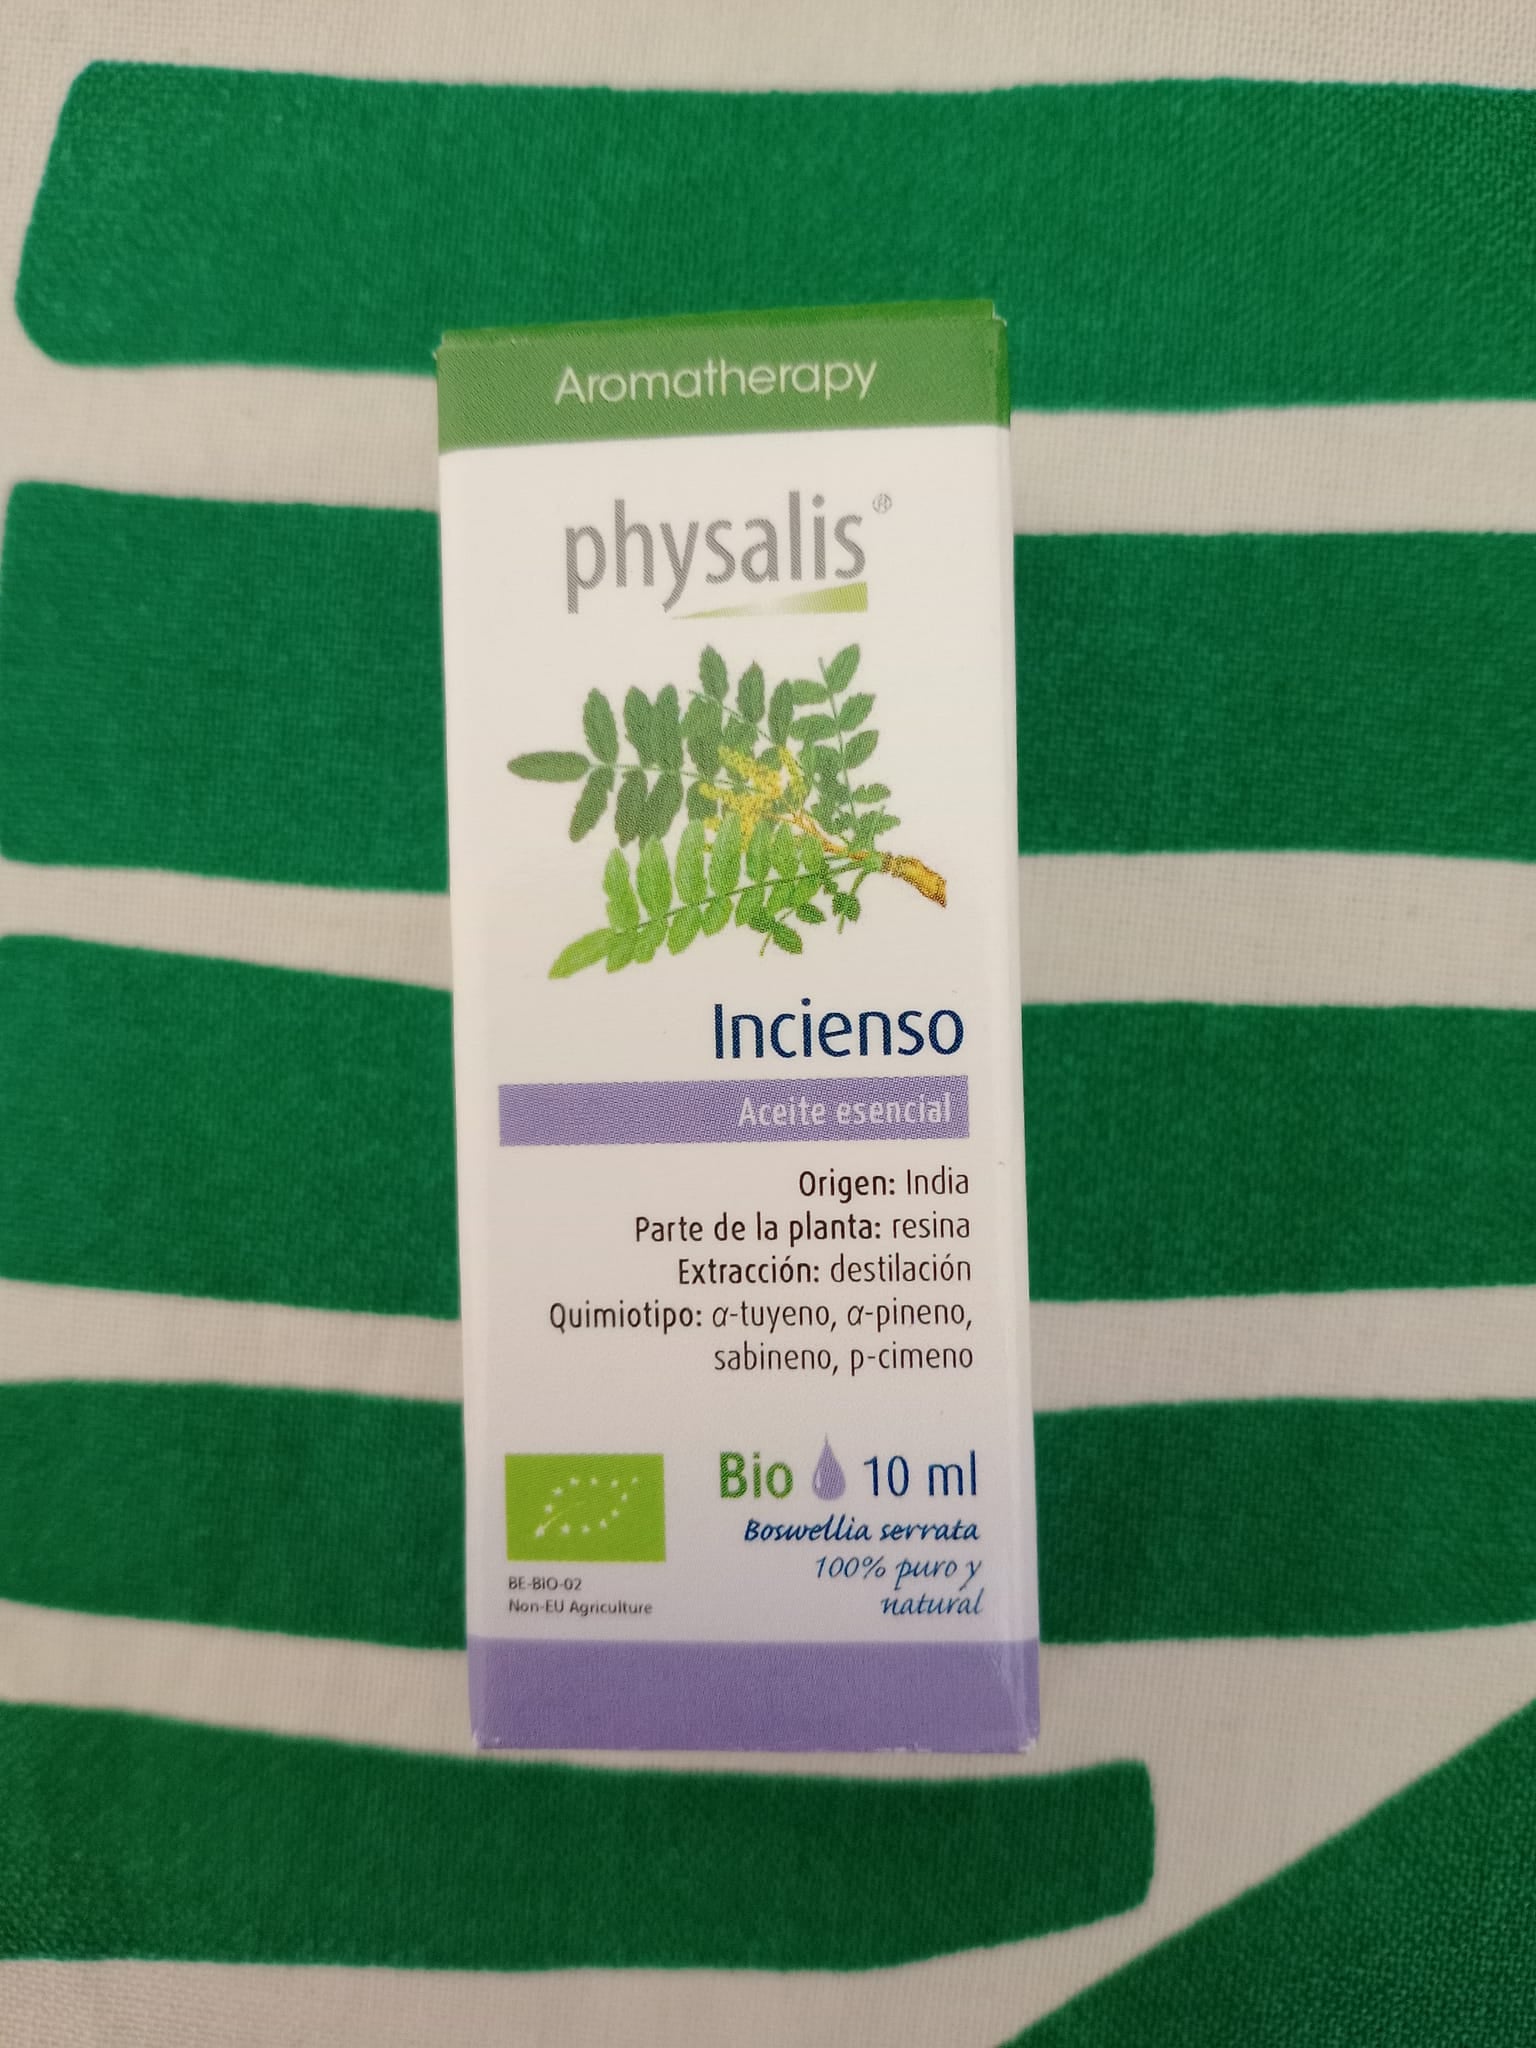 Aromatherapy
physalis®
Incienso
Aceite esencial
Origen: India
Parte de la planta: resina
Extracción: destilación
Quimiotipo: α-tuyeno, α-pineno,
sabineno, p-cimeno
Bio 10 ml
Boswellia serrata
100% puro y
natural
BE-BIO-02
Non-EU Agriculture